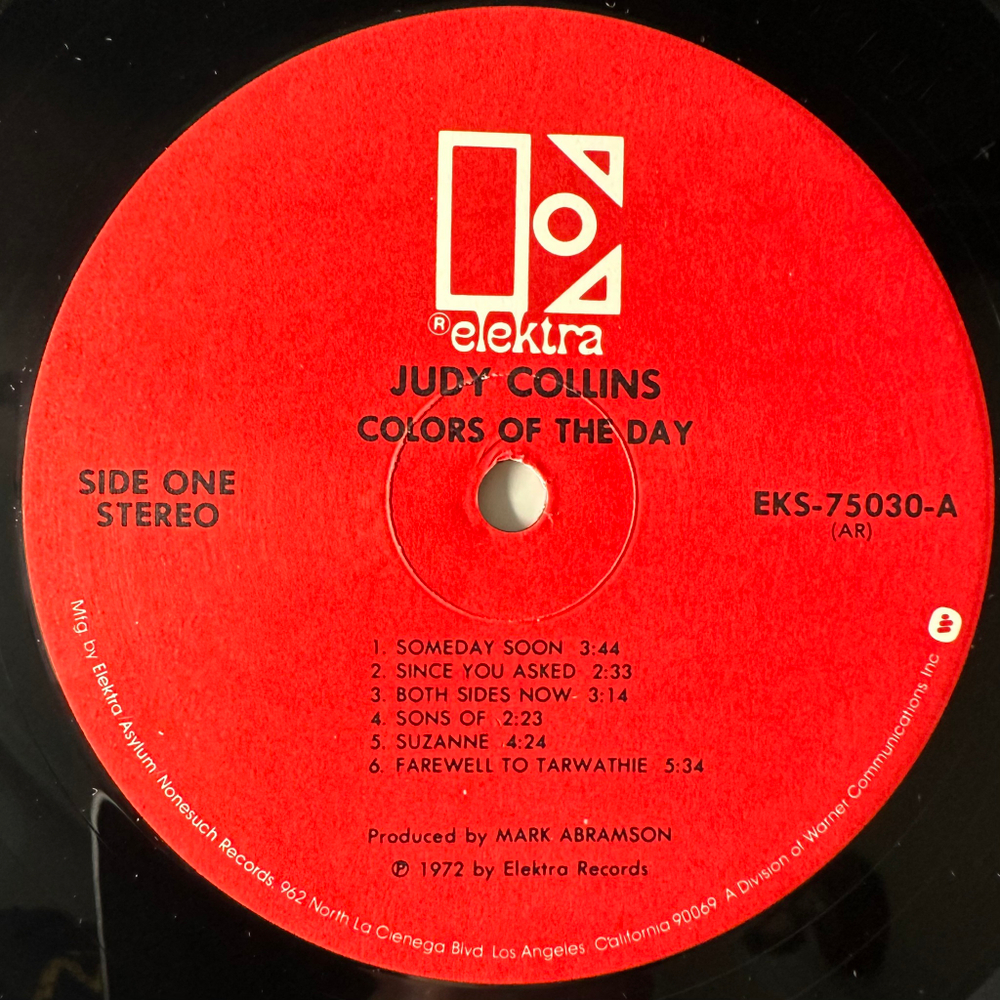 ® elektra
JUDY COLLINS
COLORS OF THE DAY
SIDE ONE
STEREO
EKS-75030-A
(AR)
1. SOMEDAY SOON 3:44
2. SINCE YOU ASKED 2:33
3. BOTH SIDES NOW 3:14
4. SONS OF 2:23
5. SUZANNE 4:24
6. FAREWELL TO TARWATHIE 5:34
Produced by MARK ABRAMSON
℗ 1972 by Elektra Records
Mfg. by Elektra/Asylum Nonesuch Records. 962 North La Cienega Blvd. Los Angeles. California 90069 A Division of Warner Communications Inc